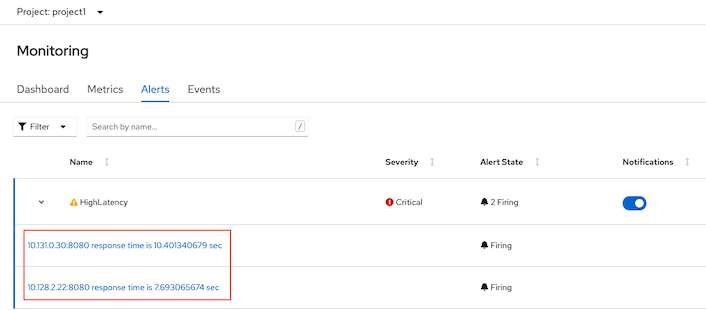 Project: project1
Monitoring
Dashboard Metrics Alerts Events
Filter Search by name... /
Name Severity Alert State Notifications
HighLatency Critical 2 Firing
10.131.0.30:8080 response time is 10.401340679 sec Firing
10.128.2.22:8080 response time is 7.693065674 sec Firing